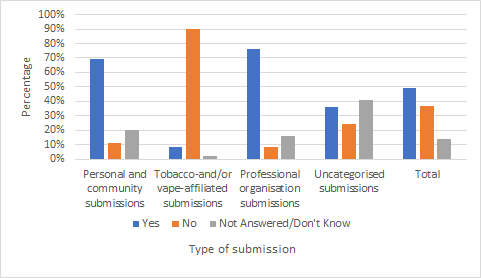 100%
90%
80%
70%
60%
50%
40%
30%
20%
10%
0%
Percentage
Personal and
community
submissions
Tobacco-and/or
vape-affiliated
submissions
Professional
organisation
submissions
Uncategorised
submissions
Total
Yes No Not Answered/Don't Know
Type of submission